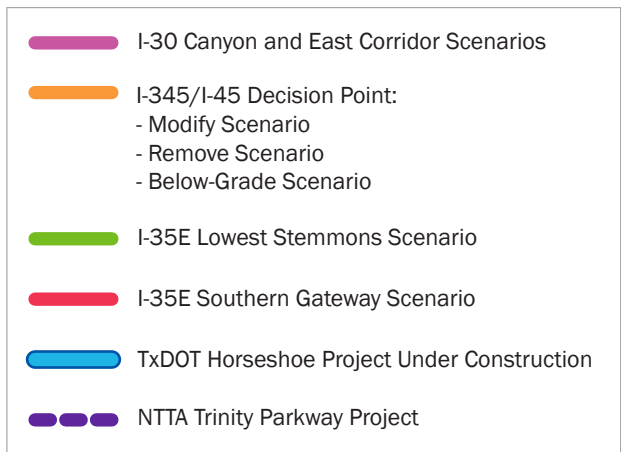 I-30 Canyon and East Corridor Scenarios
I-345/I-45 Decision Point:
- Modify Scenario
- Remove Scenario
- Below-Grade Scenario
I-35E Lowest Stemmons Scenario
I-35E Southern Gateway Scenario
TxDOT Horseshoe Project Under Construction
NTTA Trinity Parkway Project